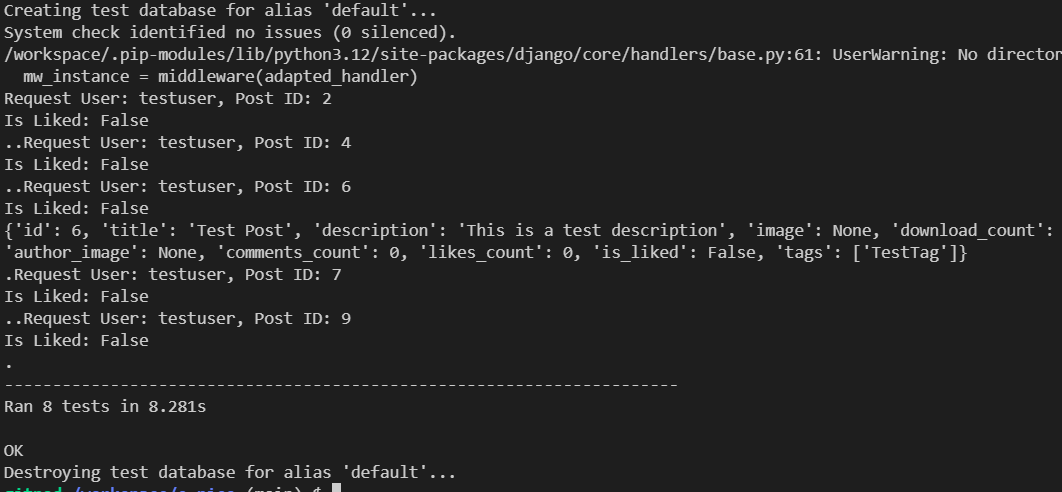 Creating test database for alias 'default'...
System check identified no issues (0 silenced).
/workspace/.pip-modules/lib/python3.12/site-packages/django/core/handlers/base.py:61: UserWarning: No director
  mw_instance = middleware(adapted_handler)
Request User: testuser, Post ID: 2
Is Liked: False
..Request User: testuser, Post ID: 4
Is Liked: False
..Request User: testuser, Post ID: 6
Is Liked: False
{'id': 6, 'title': 'Test Post', 'description': 'This is a test description', 'image': None, 'download_count':
'author_image': None, 'comments_count': 0, 'likes_count': 0, 'is_liked': False, 'tags': ['TestTag']}
.Request User: testuser, Post ID: 7
Is Liked: False
..Request User: testuser, Post ID: 9
Is Liked: False
.
----------------------------------------------------------------------
Ran 8 tests in 8.281s
OK
Destroying test database for alias 'default'...
(main) $